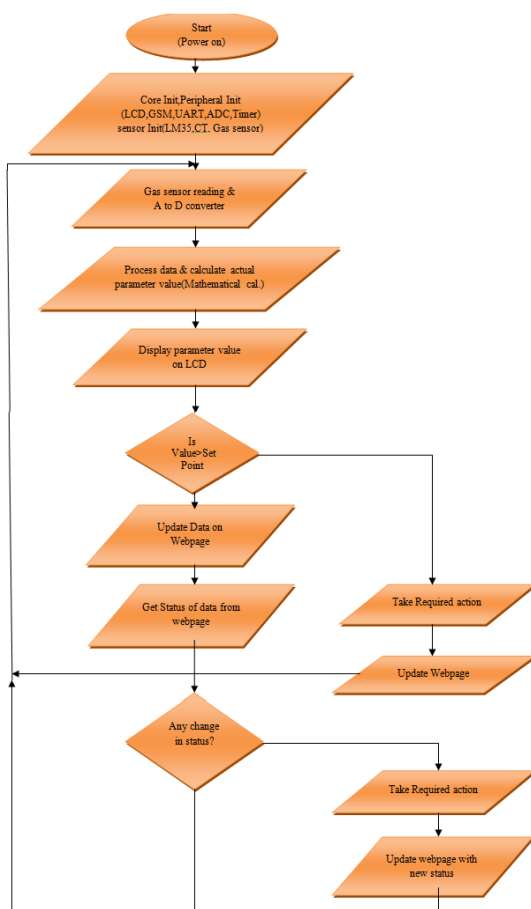 Start
(Power on)
Core Init,Peripheral Init
(LCD,GSM,UART,ADC,Timer)
sensor Init(LM35,CT. Gas sensor)
Gas sensor reading &
A to D converter
Process data & calculate actual
parameter value(Mathematical cal.)
Display parameter value
on LCD
Is
Value>Set
Point
Update Data on
Webpage
Get Status of data from
webpage
Take Required action
Update Webpage
Any change
in status?
Take Required action
Update webpage with
new status